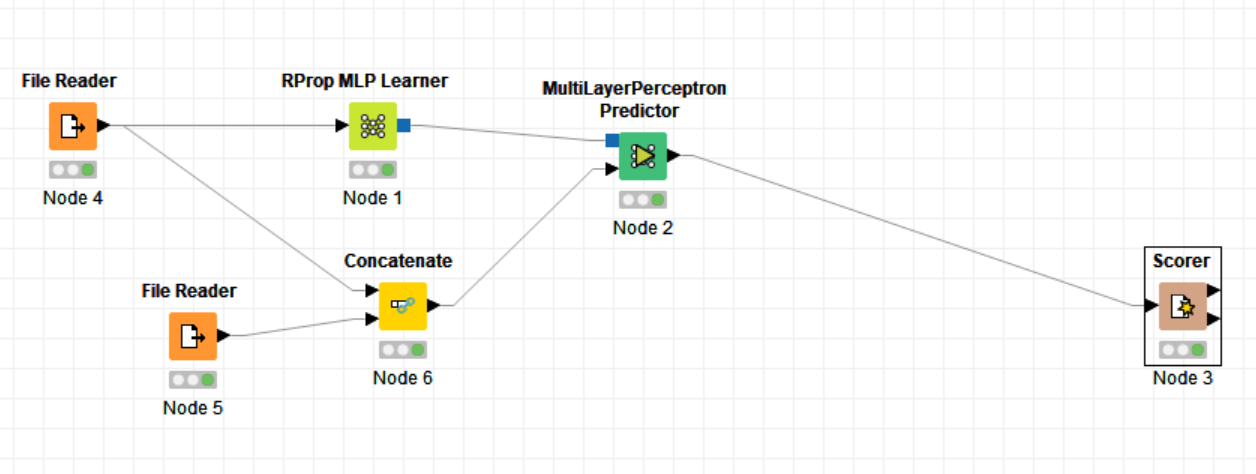 File Reader
Node 4
RProp MLP Learner
Node 1
MultiLayerPerceptron
Predictor
Node 2
File Reader
Node 5
Concatenate
Node 6
Scorer
Node 3